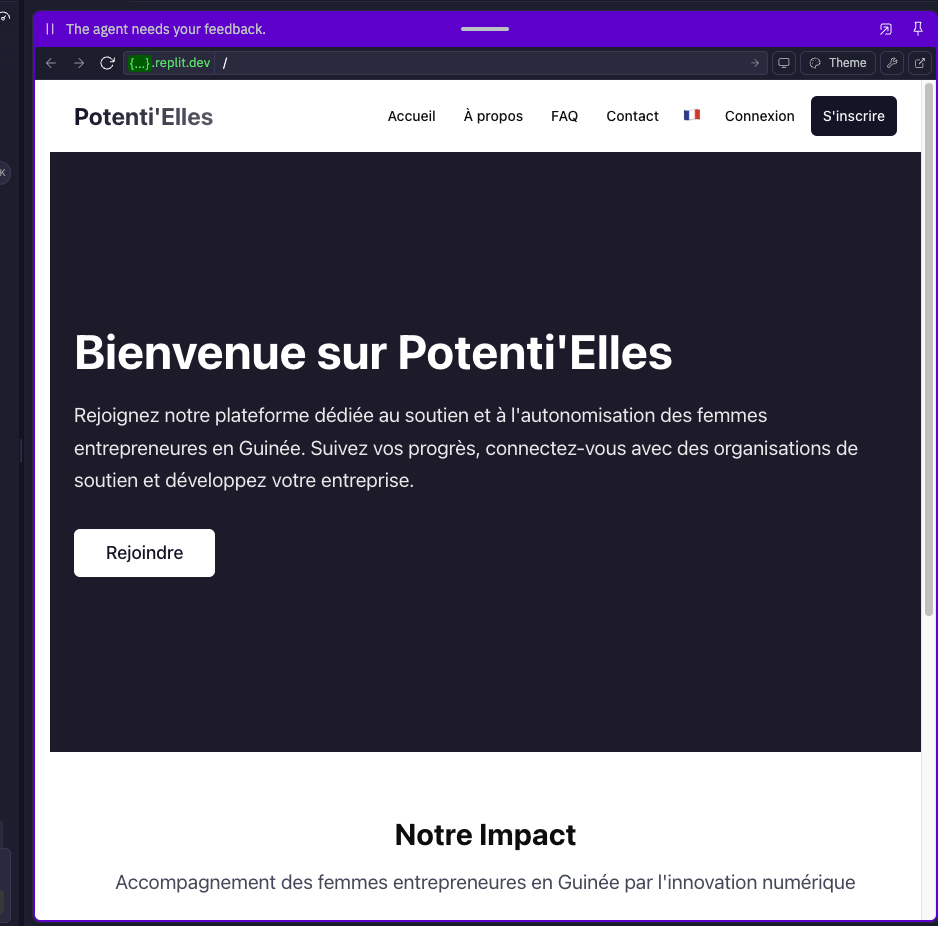 The agent needs your feedback.
{...}.replit.dev /
Theme
K
Potenti'Elles
Accueil
À propos
FAQ
Contact
Connexion
S'inscrire
Bienvenue sur Potenti'Elles
Rejoignez notre plateforme dédiée au soutien et à l'autonomisation des femmes
entrepreneures en Guinée. Suivez vos progrès, connectez-vous avec des organisations de
soutien et développez votre entreprise.
Rejoindre
Notre Impact
Accompagnement des femmes entrepreneures en Guinée par l'innovation numérique